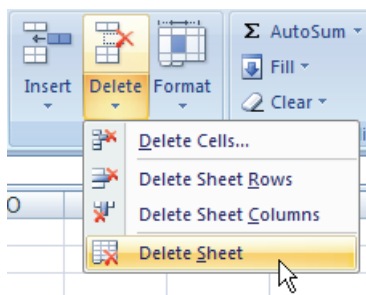 Insert Delete Format
Σ AutoSum
Fill
Clear
Delete Cells...
Delete Sheet Rows
Delete Sheet Columns
Delete Sheet
O